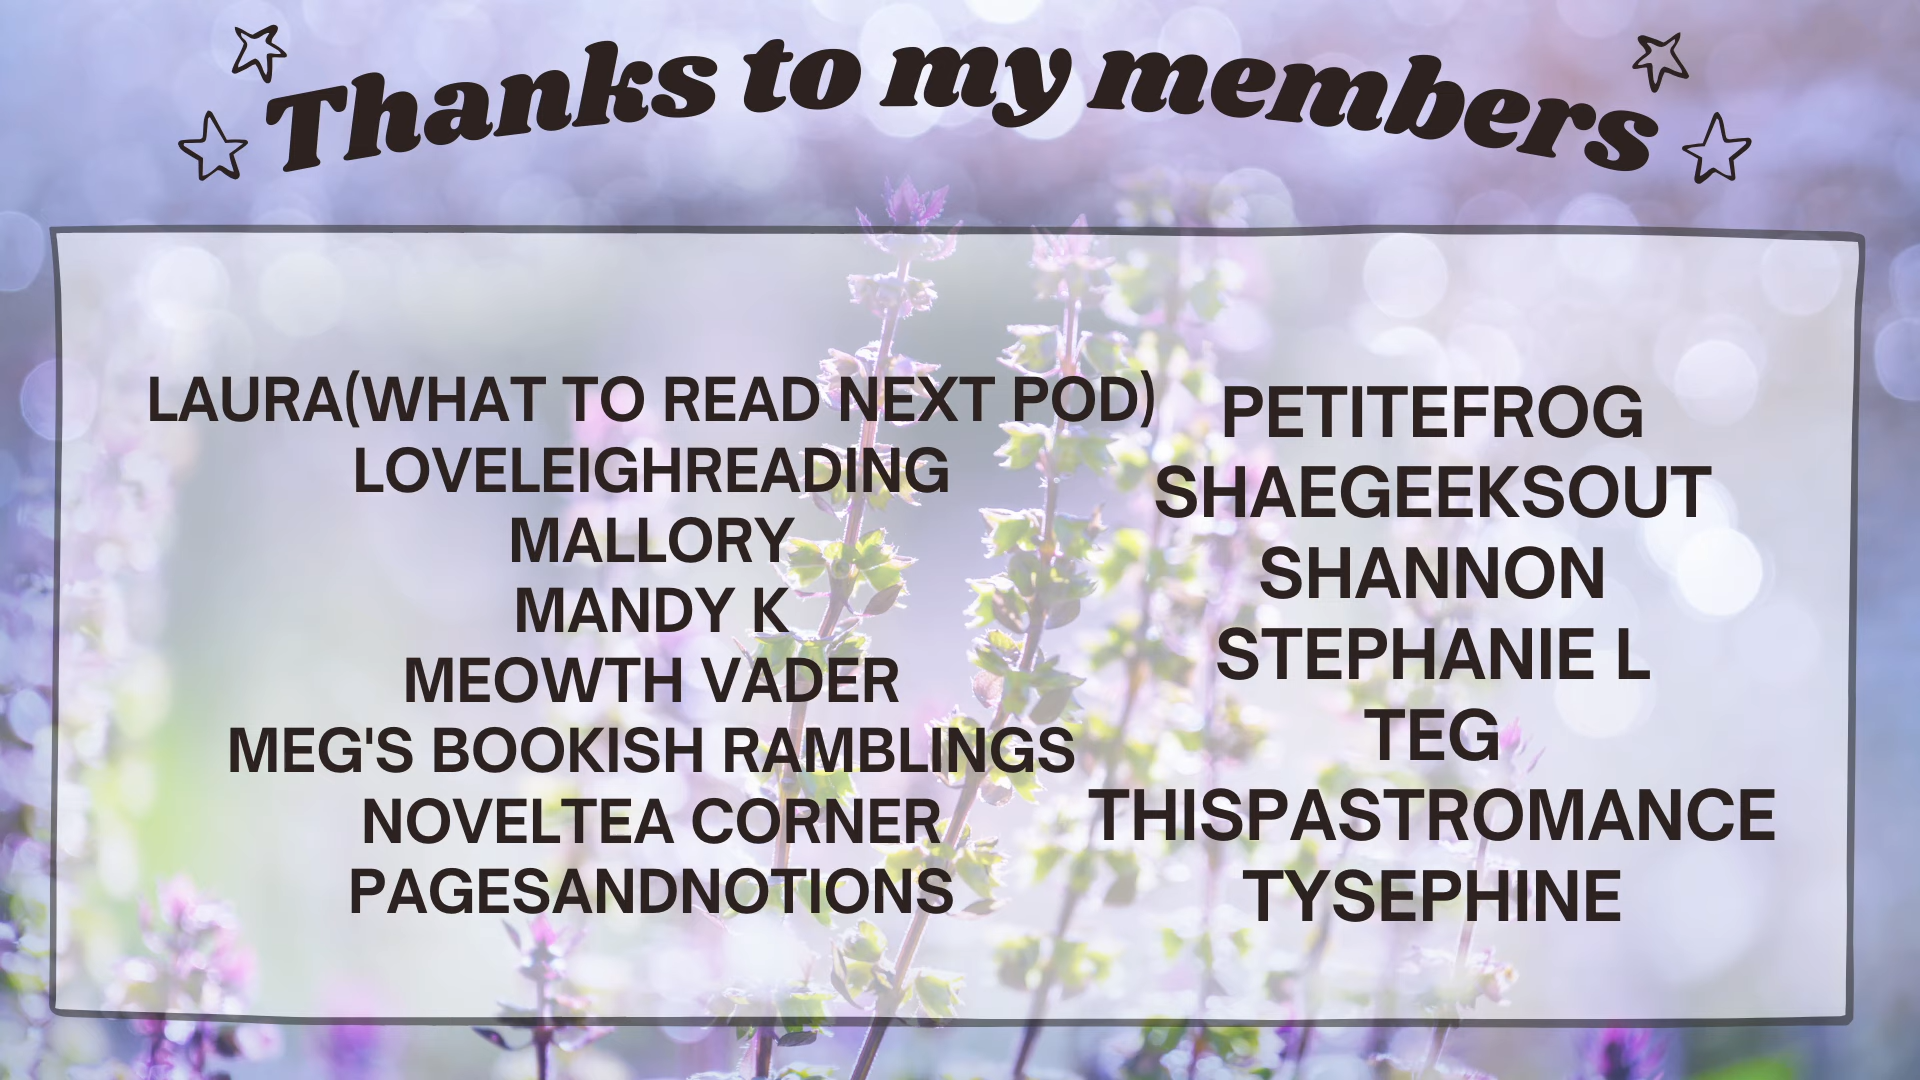 Thanks to my members
LAURA(WHAT TO READ NEXT POD)
LOVELEIGHREADING
MALLORY
MANDY K
MEOWTH VADER
MEG'S BOOKISH RAMBLINGS
NOVELTEA CORNER
PAGESANDNOTIONS
PETITEFROG
SHAEGEEKSOUT
SHANNON
STEPHANIE L
TEG
THISPASTROMANCE
TYSEPHINE